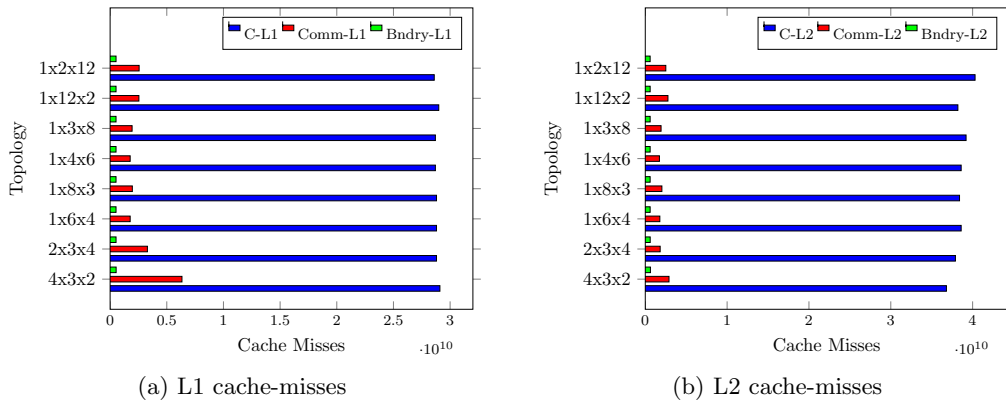 C-L1 Comm-L1 Bndry-L1
Topology
1x2x12
1x12x2
1x3x8
1x4x6
1x8x3
1x6x4
2x3x4
4x3x2
0 0.5 1 1.5 2 2.5 3
Cache Misses
·10^10
(a) L1 cache-misses
C-L2 Comm-L2 Bndry-L2
Topology
1x2x12
1x12x2
1x3x8
1x4x6
1x8x3
1x6x4
2x3x4
4x3x2
0 1 2 3 4
Cache Misses
·10^10
(b) L2 cache-misses